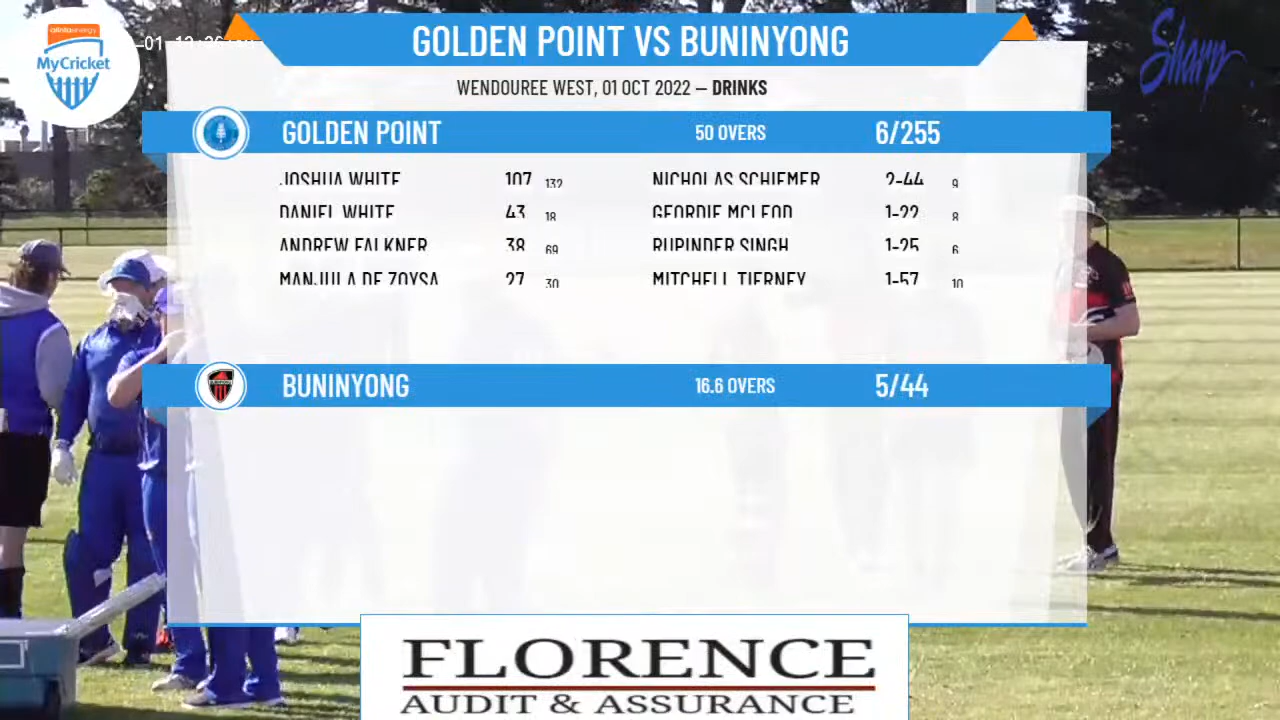 alintaenergy
MyCricket
GOLDEN POINT VS BUNINYONG
Sharp
WENDOUREE WEST, 01 OCT 2022 – DRINKS
GOLDEN POINT 50 OVERS 6/255
JOSHUA WHITE 107 132 NICHOLAS SCHIEMER 2-44 9
DANIEL WHITE 43 18 GEORDIE MCLEOD 1-22 8
ANDREW FALKNER 38 69 RUPINDER SINGH 1-25 6
MANJULA DE ZOYSA 27 30 MITCHELL TIERNEY 1-57 10
BUNINYONG 16.6 OVERS 5/44
FLORENCE
AUDIT & ASSURANCE